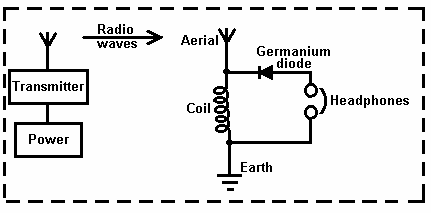 Radio
waves
Aerial
Germanium
diode
Transmitter
Coil
Headphones
Power
Earth